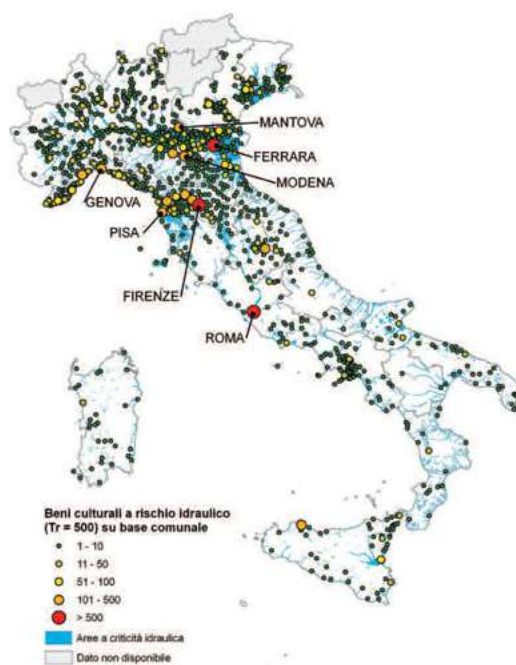 MANTOVA
FERRARA
MODENA
GENOVA
PISA
FIRENZE
ROMA
Beni culturali a rischio idraulico
(Tr = 500) su base comunale
1 - 10
11 - 50
51 - 100
101 - 500
> 500
Aree a criticità idraulica
Dato non disponibile